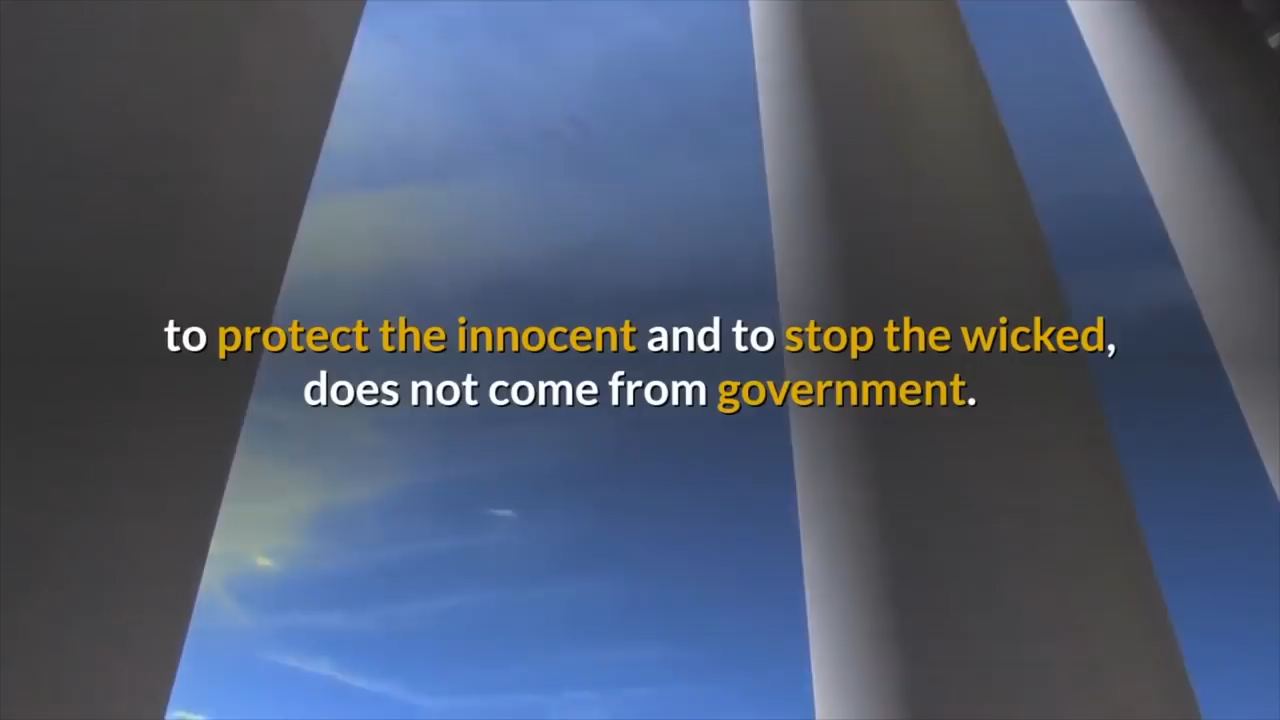 to protect the innocent and to stop the wicked,
does not come from government.